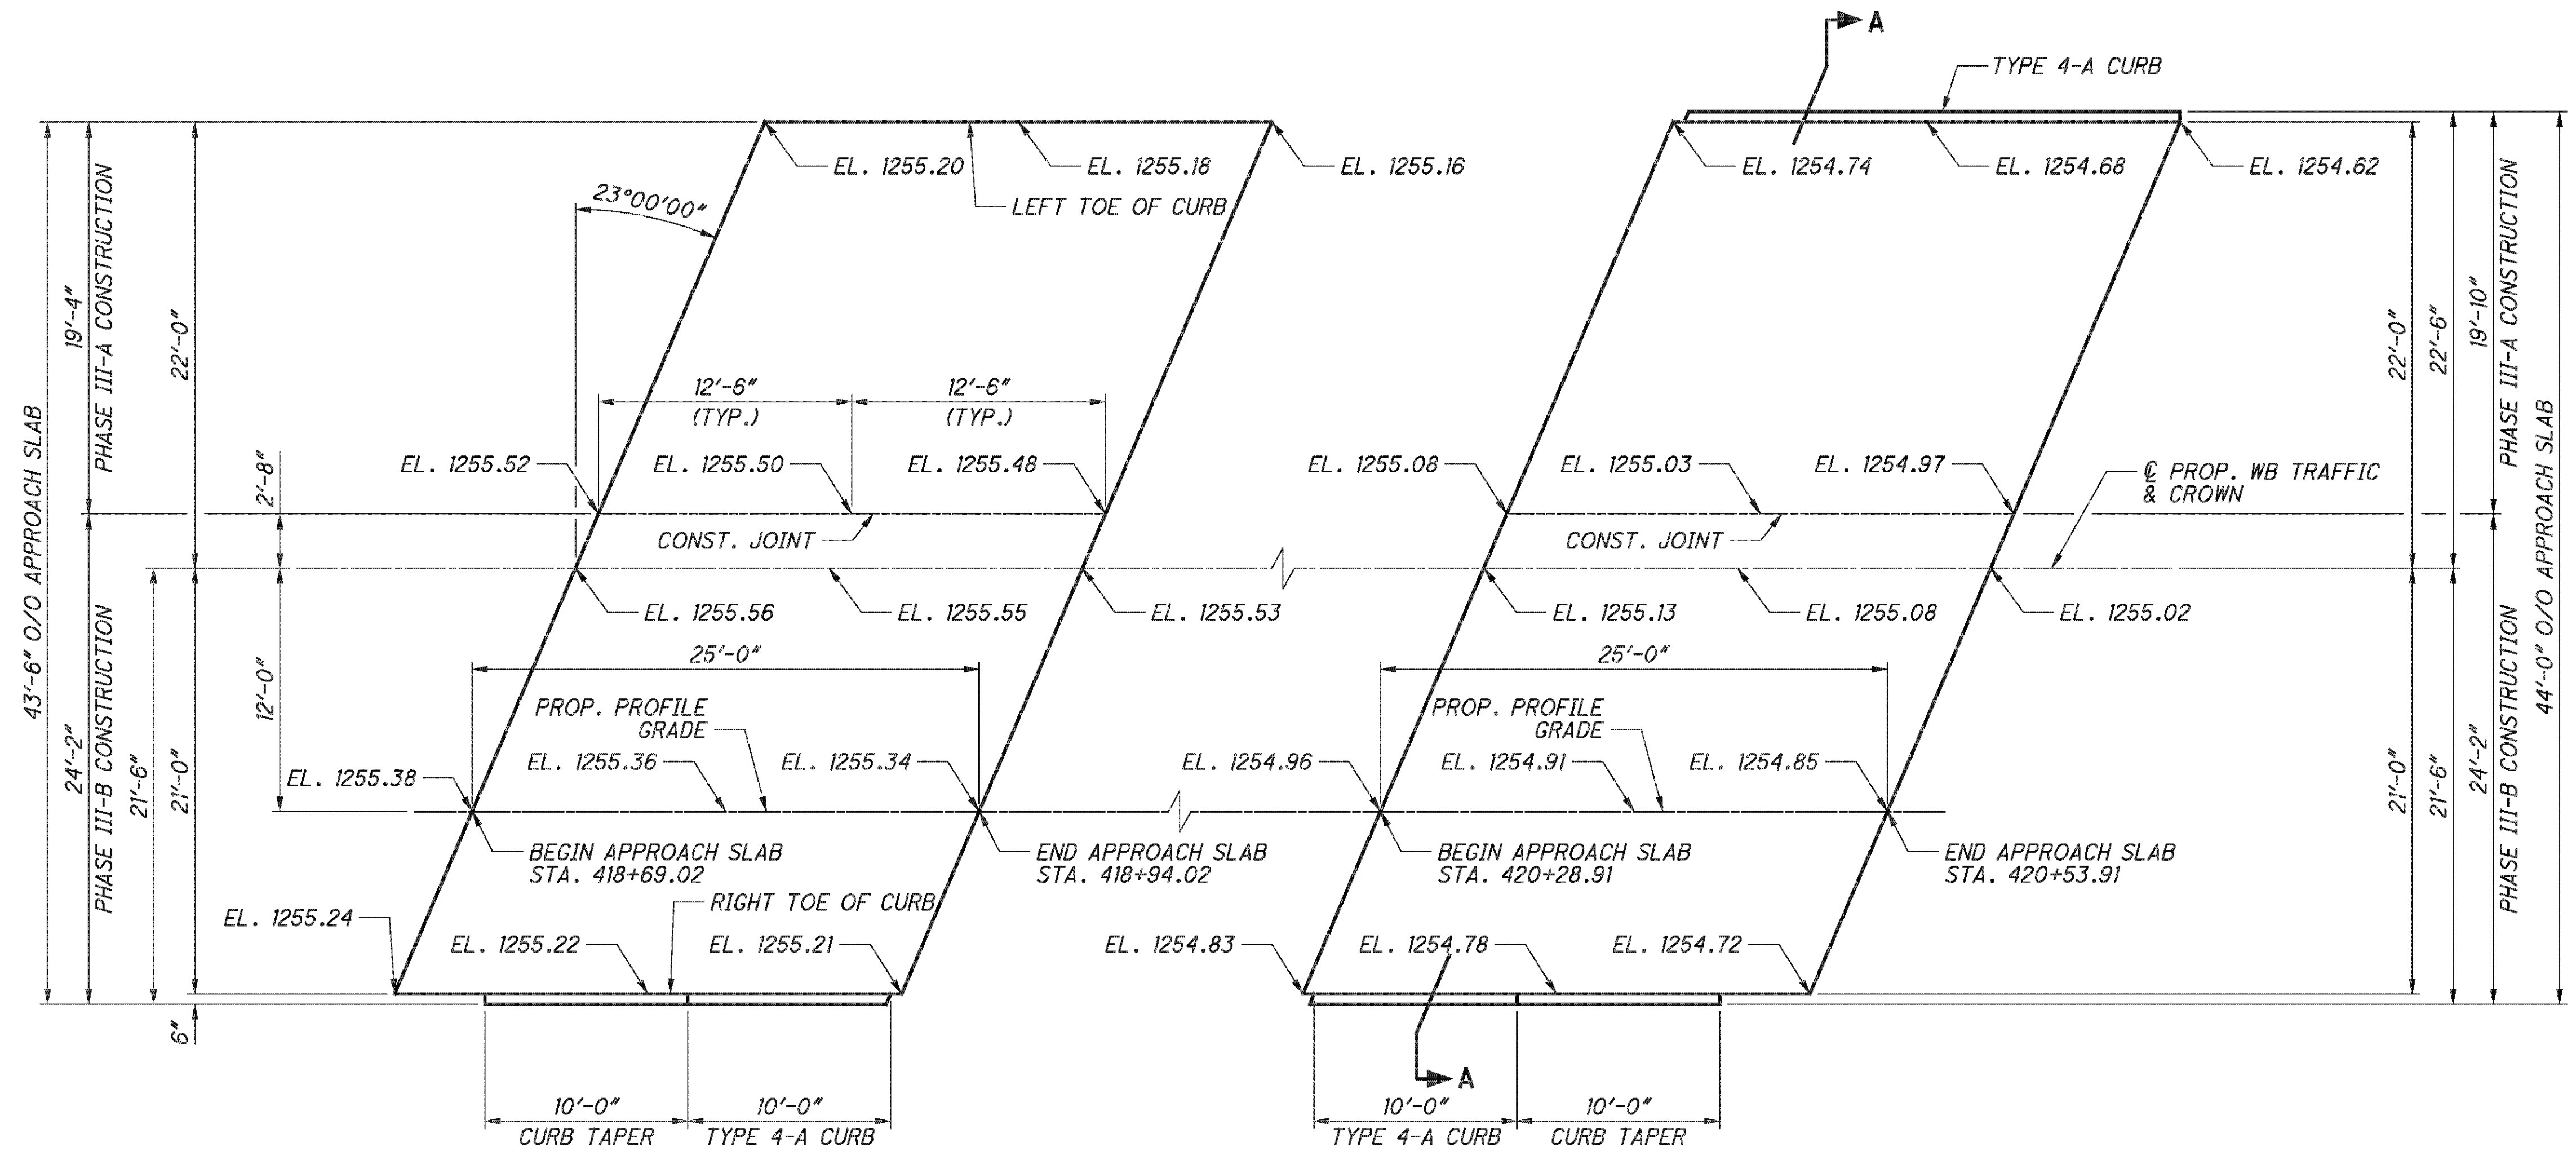 A
TYPE 4-A CURB
EL. 1255.20
EL. 1255.18
EL. 1255.16
EL. 1254.74
EL. 1254.68
EL. 1254.62
23°00'00"
LEFT TOE OF CURB
43'-6" O/O APPROACH SLAB
19'-4"
PHASE III-A CONSTRUCTION
22'-0"
22'-0"
22'-6"
19'-10"
PHASE III-A CONSTRUCTION
44'-0" O/O APPROACH SLAB
12'-6"
(TYP.)
12'-6"
(TYP.)
2'-8"
EL. 1255.52
EL. 1255.50
EL. 1255.48
EL. 1255.08
EL. 1255.03
EL. 1254.97
℄ PROP. WB TRAFFIC
& CROWN
CONST. JOINT
CONST. JOINT
EL. 1255.56
EL. 1255.55
EL. 1255.53
EL. 1255.13
EL. 1255.08
EL. 1255.02
24'-2"
PHASE III-B CONSTRUCTION
21'-6"
21'-0"
12'-0"
25'-0"
25'-0"
21'-0"
21'-6"
24'-2"
PHASE III-B CONSTRUCTION
PROP. PROFILE
GRADE
PROP. PROFILE
GRADE
EL. 1255.38
EL. 1255.36
EL. 1255.34
EL. 1254.96
EL. 1254.91
EL. 1254.85
BEGIN APPROACH SLAB
STA. 418+69.02
END APPROACH SLAB
STA. 418+94.02
BEGIN APPROACH SLAB
STA. 420+28.91
END APPROACH SLAB
STA. 420+53.91
RIGHT TOE OF CURB
EL. 1255.24
EL. 1255.22
EL. 1255.21
EL. 1254.83
EL. 1254.78
EL. 1254.72
6"
A
10'-0"
CURB TAPER
10'-0"
TYPE 4-A CURB
10'-0"
TYPE 4-A CURB
10'-0"
CURB TAPER